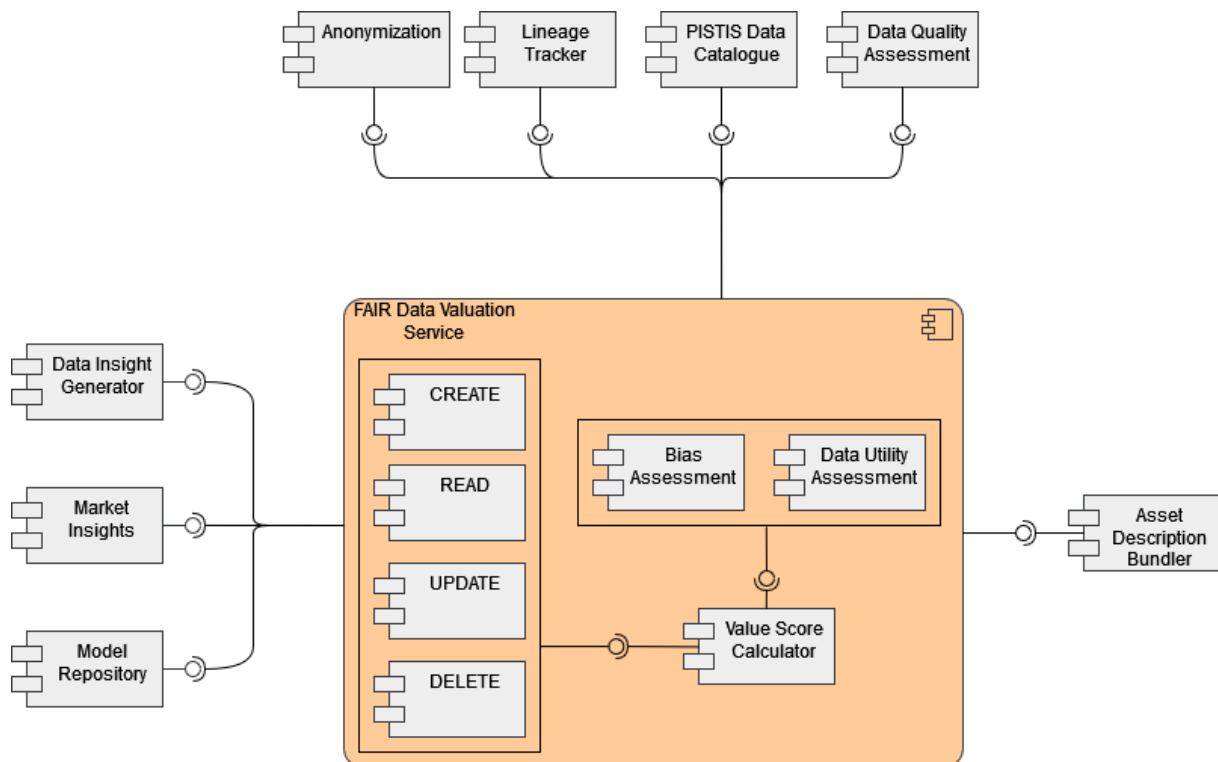 Anonymization
Lineage
Tracker
PISTIS Data
Catalogue
Data Quality
Assessment
FAIR Data Valuation
Service
Data Insight
Generator
Market
Insights
Model
Repository
CREATE
READ
UPDATE
DELETE
Bias
Assessment
Data Utility
Assessment
Value Score
Calculator
Asset
Description
Bundler